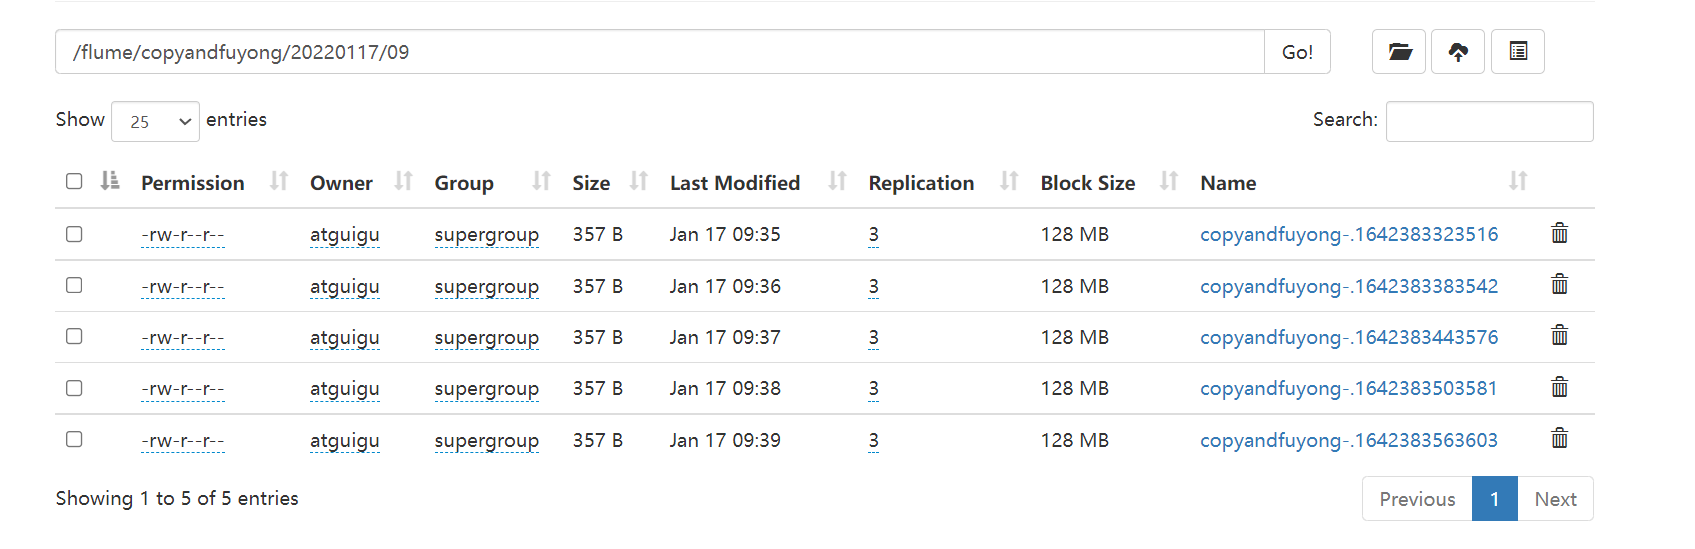 /flume/copyandfuyong/20220117/09 Go!
Show 25 entries Search:
Permission Owner Group Size Last Modified Replication Block Size Name
-rw-r--r-- atguigu supergroup 357 B Jan 17 09:35 3 128 MB copyandfuyong-.1642383323516
-rw-r--r-- atguigu supergroup 357 B Jan 17 09:36 3 128 MB copyandfuyong-.1642383383542
-rw-r--r-- atguigu supergroup 357 B Jan 17 09:37 3 128 MB copyandfuyong-.1642383443576
-rw-r--r-- atguigu supergroup 357 B Jan 17 09:38 3 128 MB copyandfuyong-.1642383503581
-rw-r--r-- atguigu supergroup 357 B Jan 17 09:39 3 128 MB copyandfuyong-.1642383563603
Showing 1 to 5 of 5 entries Previous 1 Next